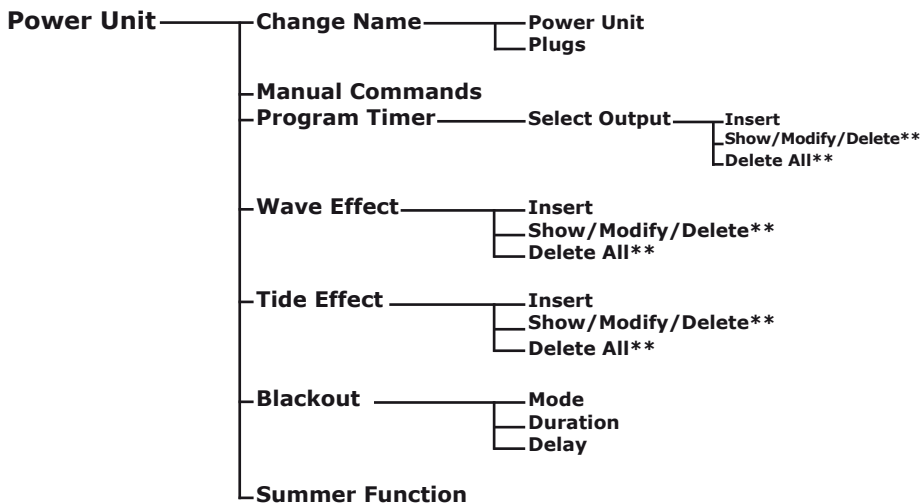 Power Unit
Change Name
Power Unit
Plugs
Manual Commands
Program Timer
Select Output
Insert
Show/Modify/Delete**
Delete All**
Wave Effect
Insert
Show/Modify/Delete**
Delete All**
Tide Effect
Insert
Show/Modify/Delete**
Delete All**
Blackout
Mode
Duration
Delay
Summer Function